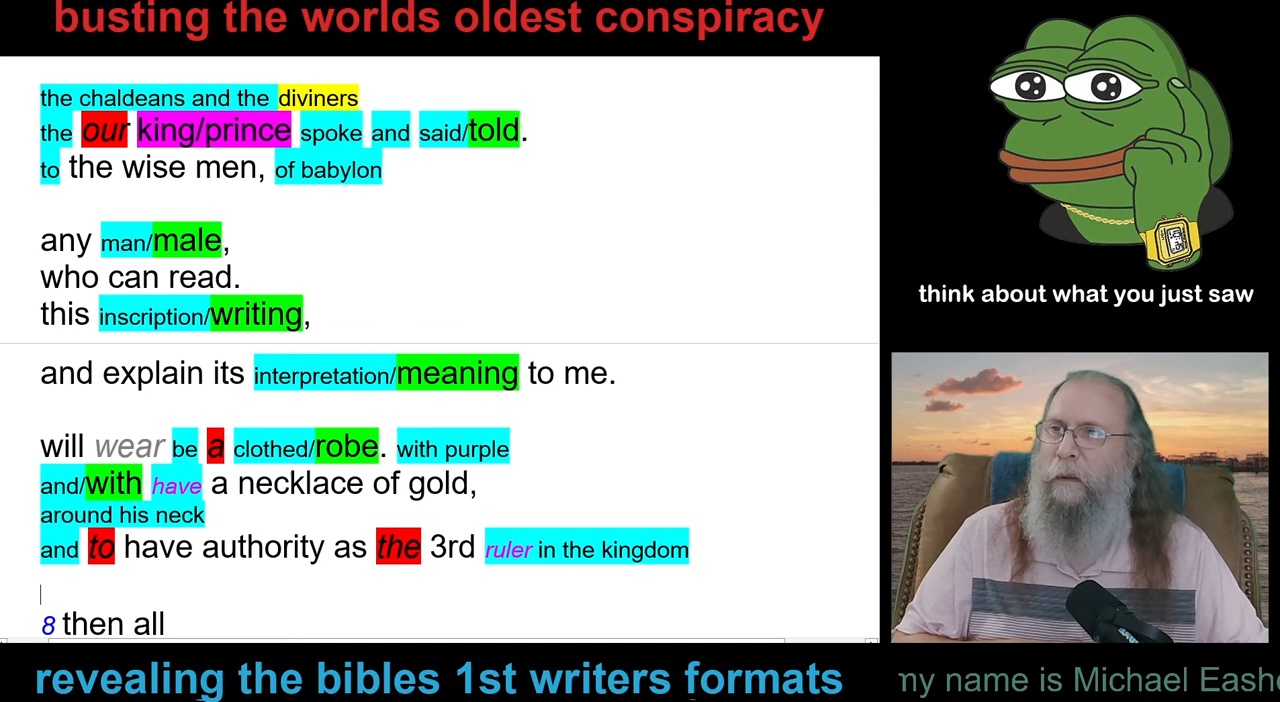 busting the worlds oldest conspiracy
the chaldeans and the diviners
the our king/prince spoke and said/told.
to the wise men, of babylon
any man/male,
who can read.
this inscription/writing,
and explain its interpretation/meaning to me.
will wear be a clothed/robe. with purple
and/with have a necklace of gold,
around his neck
and to have authority as the 3rd ruler in the kingdom
8 then all
think about what you just saw
revealing the bibles 1st writers formats
my name is Michael